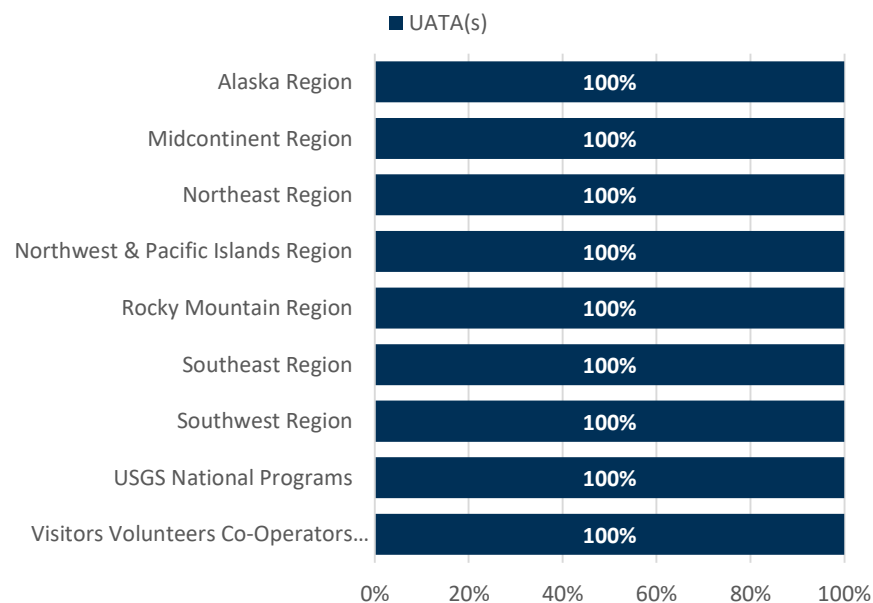 UATA(s)
Alaska Region 100%
Midcontinent Region 100%
Northeast Region 100%
Northwest & Pacific Islands Region 100%
Rocky Mountain Region 100%
Southeast Region 100%
Southwest Region 100%
USGS National Programs 100%
Visitors Volunteers Co-Operators... 100%
0% 20% 40% 60% 80% 100%